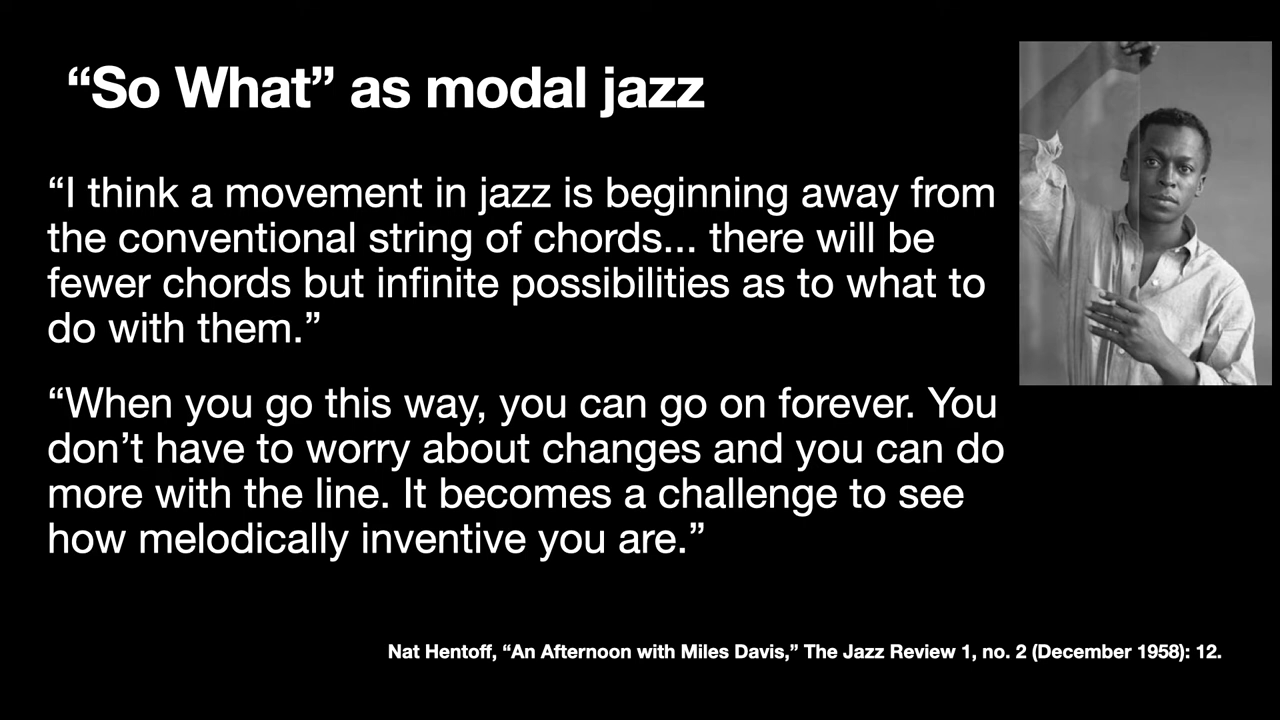 “So What” as modal jazz
“I think a movement in jazz is beginning away from
the conventional string of chords... there will be
fewer chords but infinite possibilities as to what to
do with them.”
“When you go this way, you can go on forever. You
don’t have to worry about changes and you can do
more with the line. It becomes a challenge to see
how melodically inventive you are.”
Nat Hentoff, “An Afternoon with Miles Davis,” The Jazz Review 1, no. 2 (December 1958): 12.